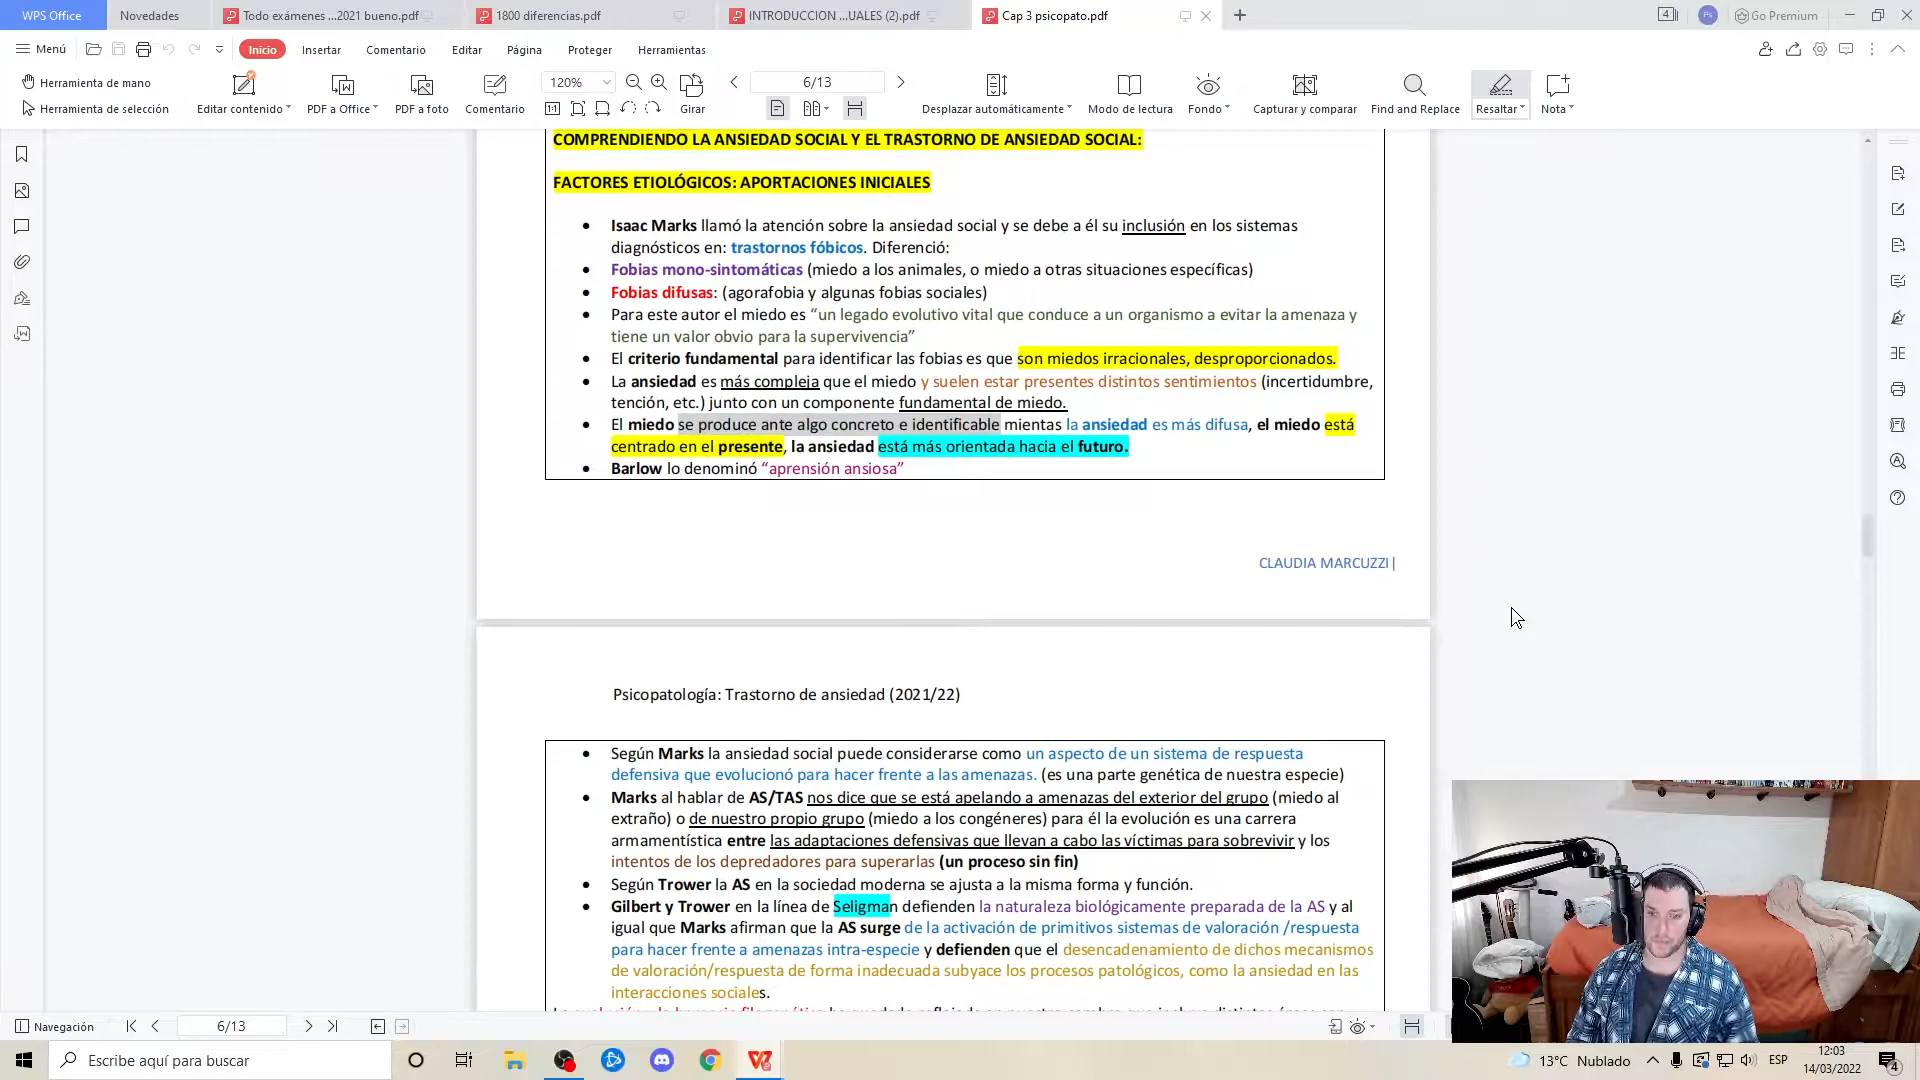 WPS Office
Novedades
Todo exámenes ...2021 bueno.pdf
1800 diferencias.pdf
INTRODUCCION ...UALES (2).pdf
Cap 3 psicopato.pdf
Go Premium
Menú
Inicio
Insertar
Comentario
Editar
Página
Proteger
Herramientas
Herramienta de mano
Herramienta de selección
Editar contenido
PDF a Office
PDF a foto
Comentario
120%
Girar
6/13
Desplazar automáticamente
Modo de lectura
Fondo
Capturar y comparar
Find and Replace
Resaltar
Nota
COMPRENDIENDO LA ANSIEDAD SOCIAL Y EL TRASTORNO DE ANSIEDAD SOCIAL:
FACTORES ETIOLÓGICOS: APORTACIONES INICIALES
• Isaac Marks llamó la atención sobre la ansiedad social y se debe a él su inclusión en los sistemas
diagnósticos en: trastornos fóbicos. Diferenció:
• Fobias mono-sintomáticas (miedo a los animales, o miedo a otras situaciones específicas)
• Fobias difusas: (agorafobia y algunas fobias sociales)
• Para este autor el miedo es “un legado evolutivo vital que conduce a un organismo a evitar la amenaza y
tiene un valor obvio para la supervivencia”
• El criterio fundamental para identificar las fobias es que son miedos irracionales, desproporcionados.
• La ansiedad es más compleja que el miedo y suelen estar presentes distintos sentimientos (incertidumbre,
tención, etc.) junto con un componente fundamental de miedo.
• El miedo se produce ante algo concreto e identificable mientas la ansiedad es más difusa, el miedo está
centrado en el presente, la ansiedad está más orientada hacia el futuro.
• Barlow lo denominó “aprensión ansiosa”
CLAUDIA MARCUZZI|
Psicopatología: Trastorno de ansiedad (2021/22)
• Según Marks la ansiedad social puede considerarse como un aspecto de un sistema de respuesta
defensiva que evolucionó para hacer frente a las amenazas. (es una parte genética de nuestra especie)
• Marks al hablar de AS/TAS nos dice que se está apelando a amenazas del exterior del grupo (miedo al
extraño) o de nuestro propio grupo (miedo a los congéneres) para él la evolución es una carrera
armamentística entre las adaptaciones defensivas que llevan a cabo las víctimas para sobrevivir y los
intentos de los depredadores para superarlas (un proceso sin fin)
• Según Trower la AS en la sociedad moderna se ajusta a la misma forma y función.
• Gilbert y Trower en la línea de Seligman defienden la naturaleza biológicamente preparada de la AS y al
igual que Marks afirman que la AS surge de la activación de primitivos sistemas de valoración /respuesta
para hacer frente a amenazas intra-especie y defienden que el desencadenamiento de dichos mecanismos
de valoración/respuesta de forma inadecuada subyace los procesos patológicos, como la ansiedad en las
interacciones sociales.
Navegación
6/13
Escribe aquí para buscar
13°C Nublado
ESP
12:03
14/03/2022
4